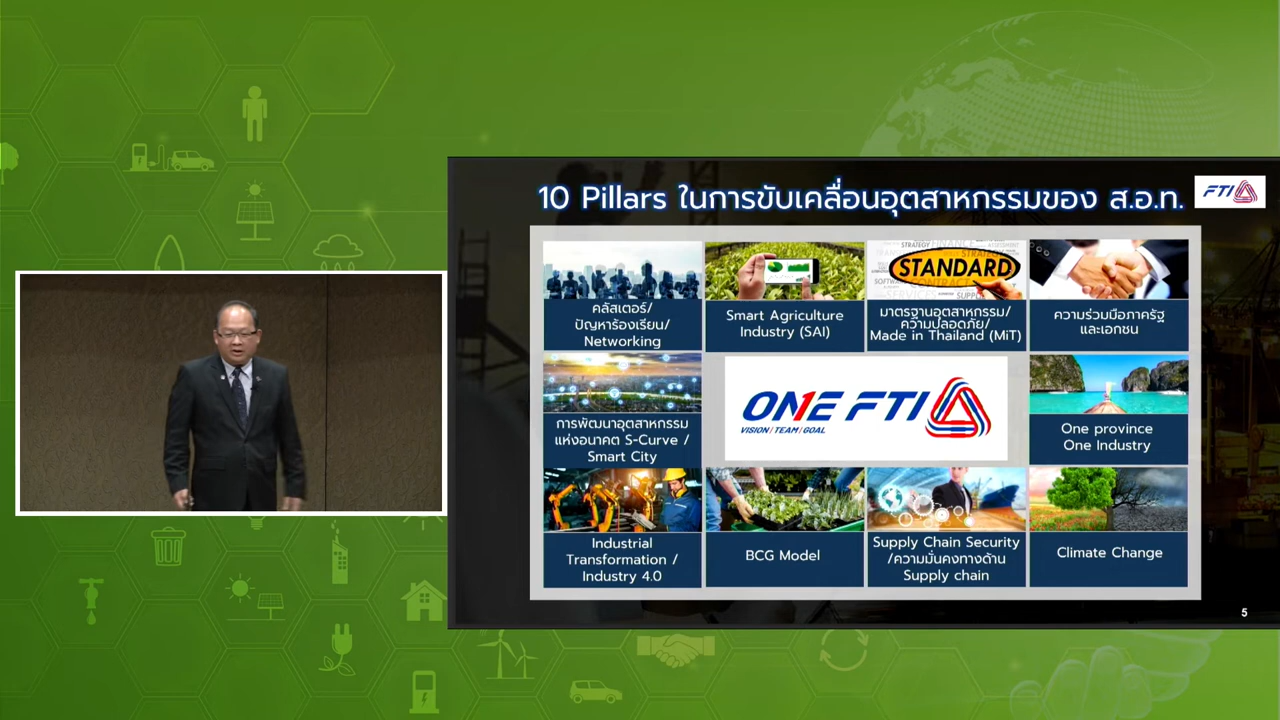 10 Pillars ในการขับเคลื่อนอุตสาหกรรมของ ส.อ.ท.
FTI
STRATEGY
STANDARD
คลัสเตอร์/
ปัญหาร้องเรียน/
Networking
Smart Agriculture
Industry (SAI)
มาตรฐานอุตสาหกรรม/
ความปลอดภัย/
Made in Thailand (MiT)
ความร่วมมือภาครัฐ
และเอกชน
การพัฒนาอุตสาหกรรม
แห่งอนาคต S-Curve /
Smart City
ONE FTI
VISION / TEAM / GOAL
One province
One Industry
Industrial
Transformation /
Industry 4.0
BCG Model
Supply Chain Security
/ความมั่นคงทางด้าน
Supply chain
Climate Change
5